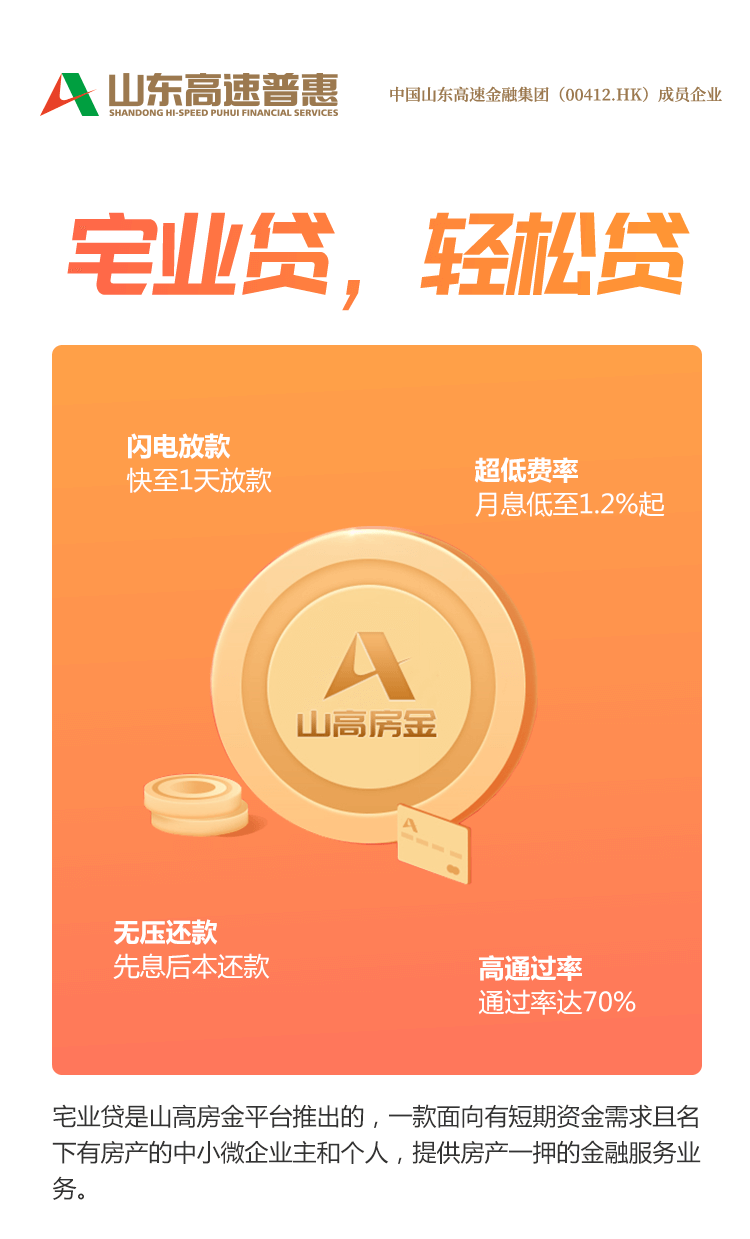 山东高速普惠
SHANDONG HI-SPEED PUHUI FINANCIAL SERVICES
中国山东高速金融集团（00412.HK）成员企业
宅业贷，轻松贷
闪电放款
快至1天放款
超低费率
月息低至1.2%起
山高房金
无压还款
先息后本还款
高通过率
通过率达70%
宅业贷是山高房金平台推出的，一款面向有短期资金需求且名
下有房产的中小微企业主和个人，提供房产一押的金融服务业
务。